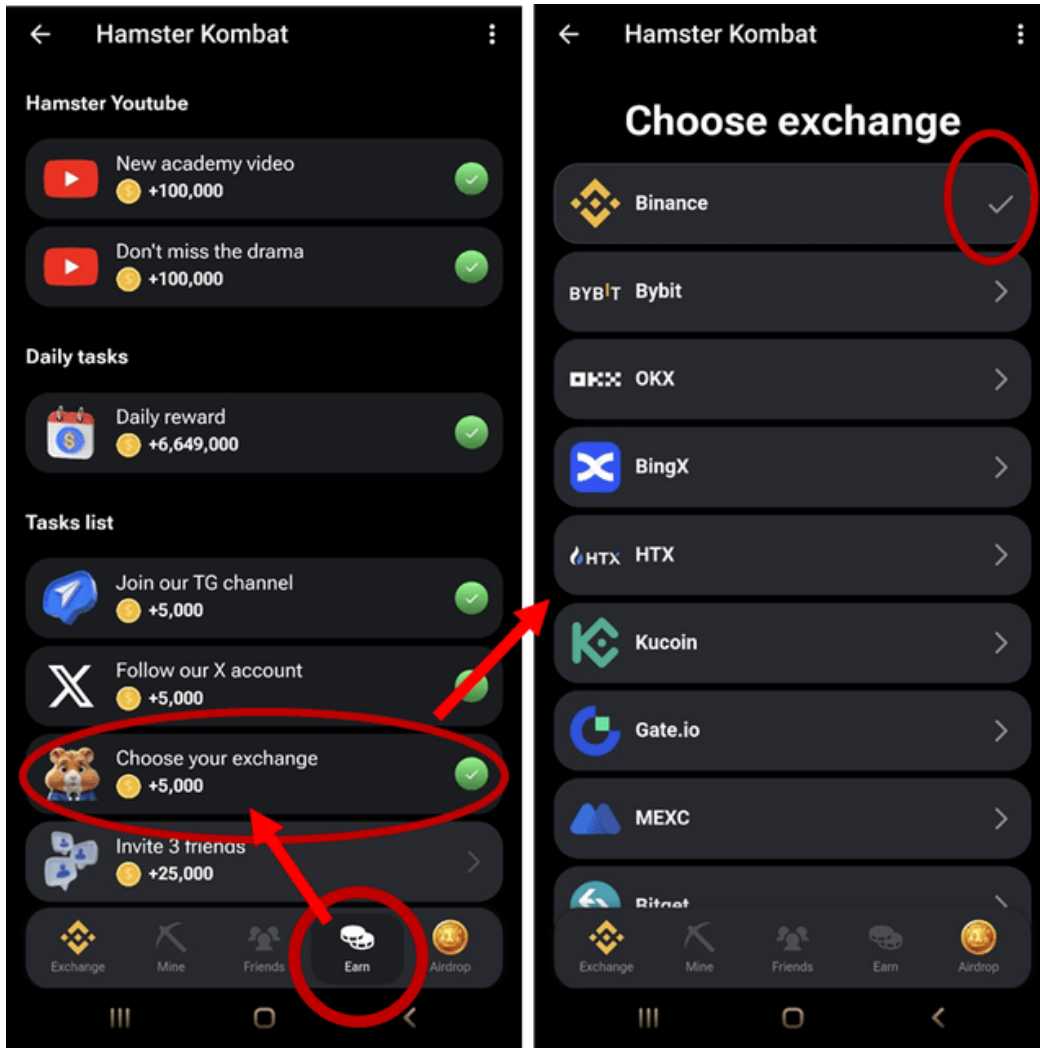 Hamster Kombat
Hamster Youtube
New academy video
+100,000
Don't miss the drama
+100,000
Daily tasks
Daily reward
+6,649,000
Tasks list
Join our TG channel
+5,000
Follow our X account
+5,000
Choose your exchange
+5,000
Invite 3 friends
+25,000
Exchange
Mine
Friends
Earn
Airdrop
Hamster Kombat
Choose exchange
Binance
BYBIT Bybit
OKX OKX
BingX
HTX HTX
Kucoin
Gate.io
MEXC
Bitget
Exchange
Mine
Friends
Earn
Airdrop